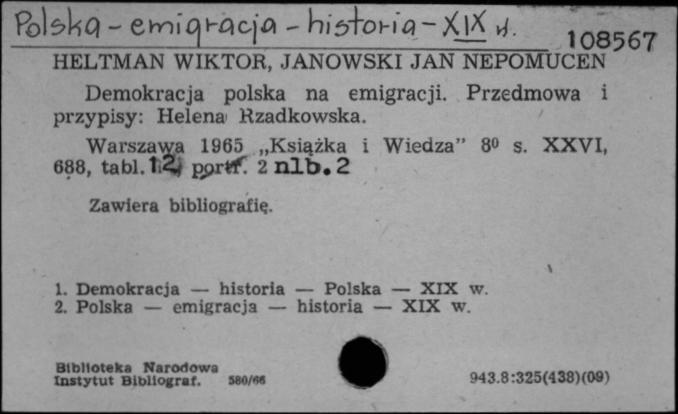 Polska - emigracja - historia - XIX w.
108567
HELTMAN WIKTOR, JANOWSKI JAN NEPOMUCEN
Demokracja polska na emigracji. Przedmowa i
przypisy: Helena Rzadkowska.
Warszawa 1965 „Książka i Wiedza” 8⁰ s. XXVI,
688, tabl. 12, portr. 2 nlb. 2
Zawiera bibliografię.
1. Demokracja — historia — Polska — XIX w.
2. Polska — emigracja — historia — XIX w.
Biblioteka Narodowa
Instytut Bibliograf. 580/66
943.8:325(438)(09)